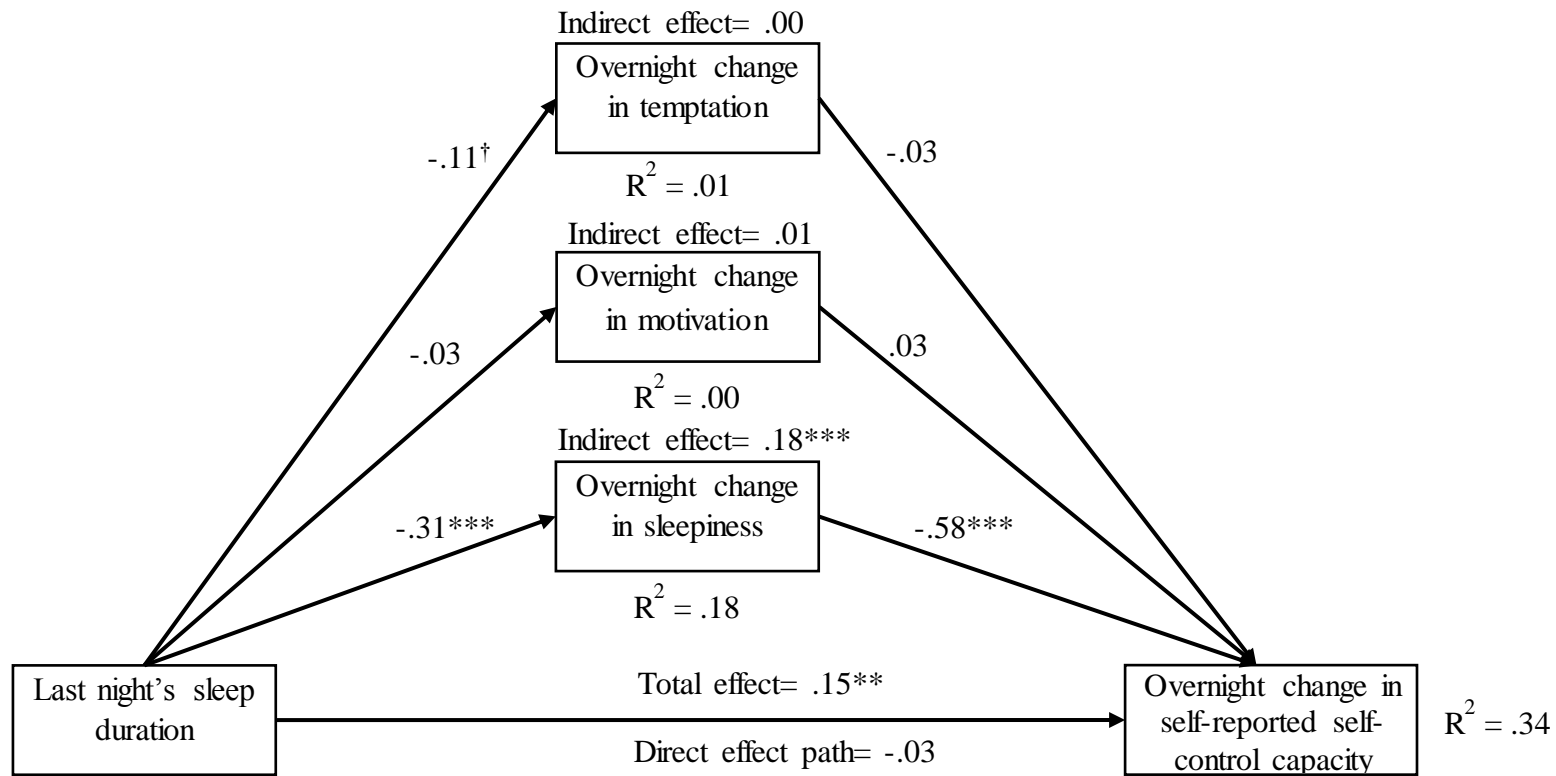 Indirect effect= .00
Overnight change
in temptation
-.11†
-.03
R² = .01
Indirect effect= .01
Overnight change
in motivation
-.03
.03
R² = .00
Indirect effect= .18***
Overnight change
in sleepiness
-.31***
-.58***
R² = .18
Last night’s sleep
duration
Total effect= .15**
Direct effect path= -.03
Overnight change in
self-reported self-
control capacity
R² = .34